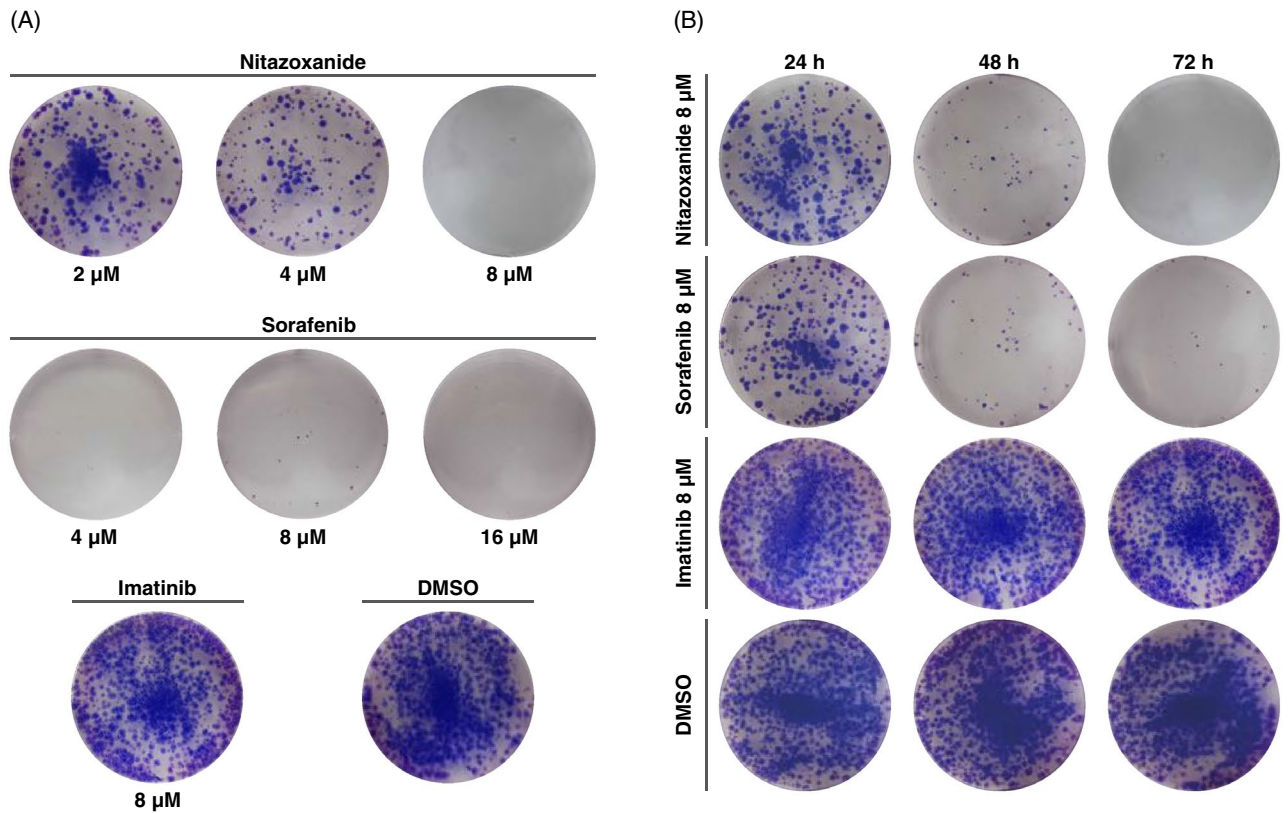 (A)
Nitazoxanide
2 µM 4 µM 8 µM
Sorafenib
4 µM 8 µM 16 µM
Imatinib DMSO
8 µM
(B)
24 h 48 h 72 h
Nitazoxanide 8 µM
Sorafenib 8 µM
Imatinib 8 µM
DMSO